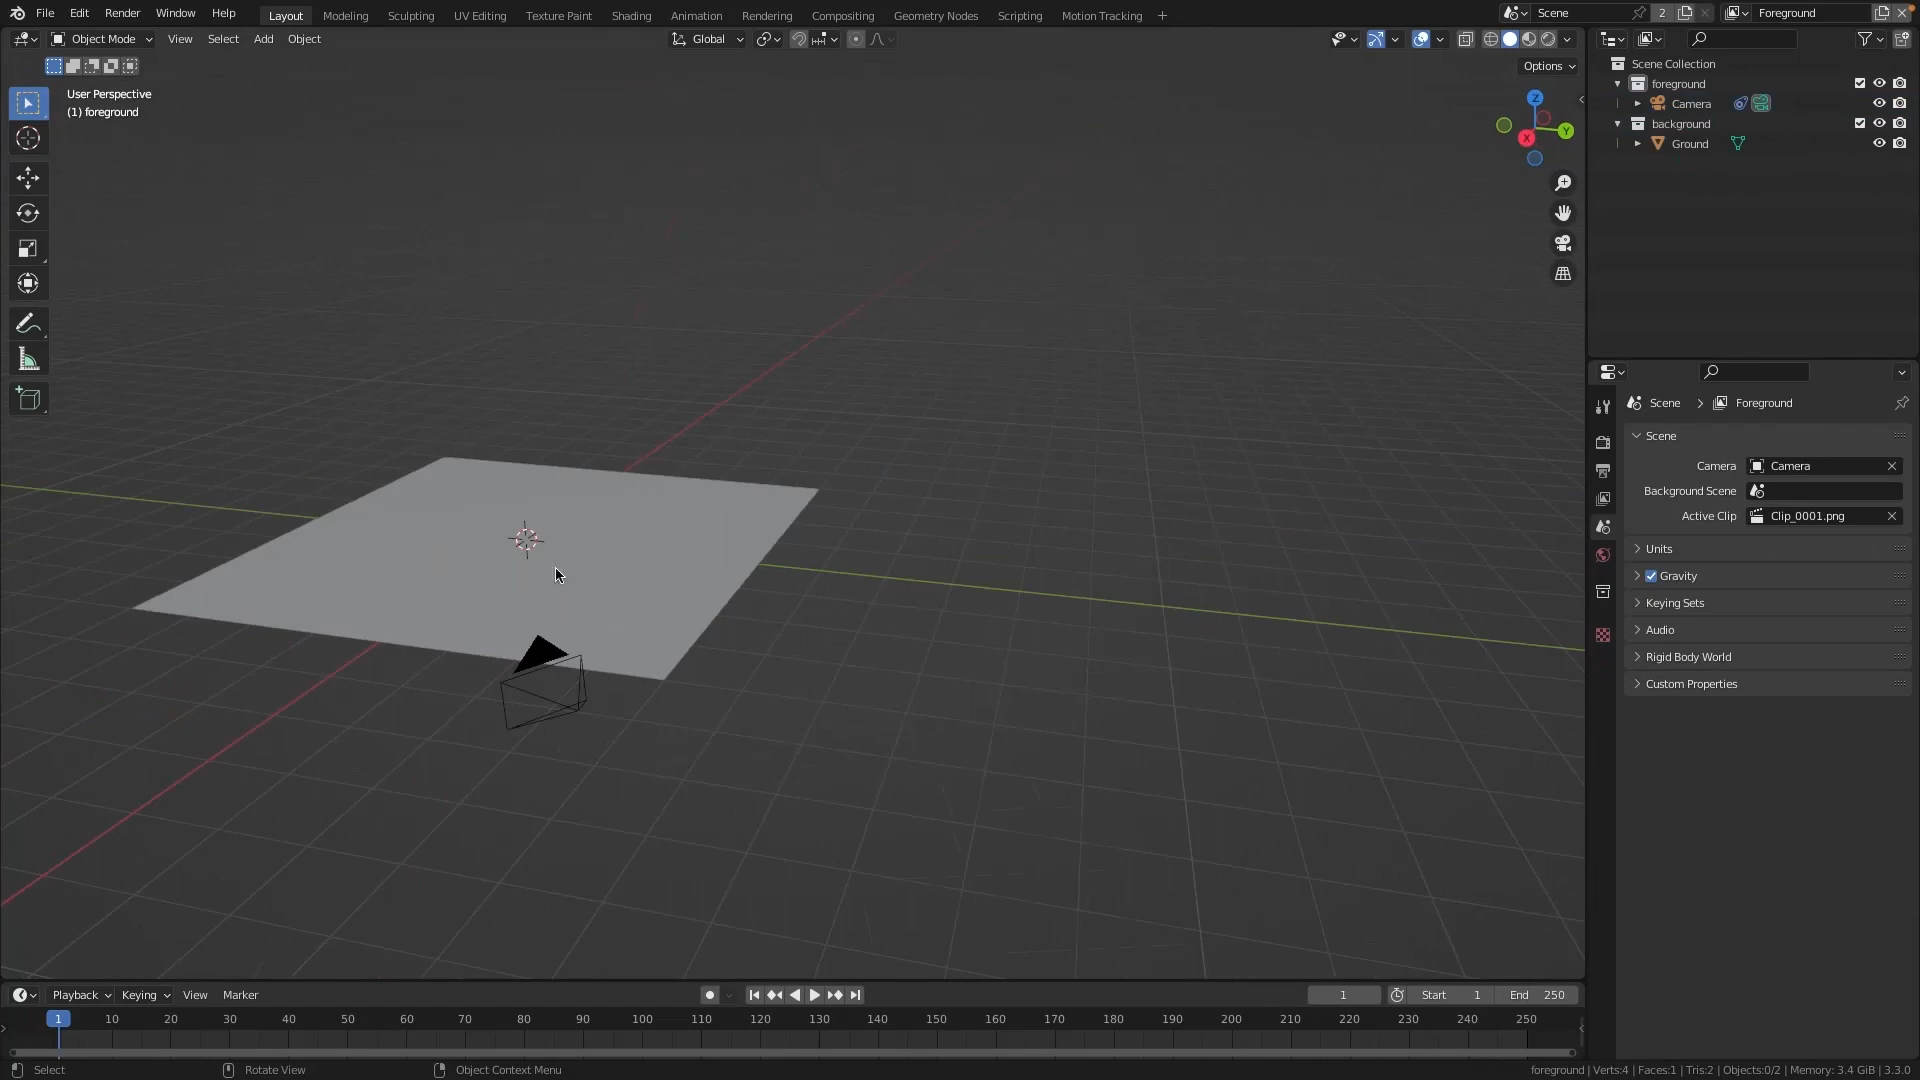 File Edit Render Window Help Layout Modeling Sculpting UV Editing Texture Paint Shading Animation Rendering Compositing Geometry Nodes Scripting Motion Tracking + Scene 2 Foreground
Object Mode View Select Add Object Global
Options
User Perspective
(1) foreground
Z
Y
X
Scene Collection
foreground
Camera
background
Ground
Scene > Foreground
Scene
Camera Camera
Background Scene
Active Clip Clip_0001.png
Units
Gravity
Keying Sets
Audio
Rigid Body World
Custom Properties
Playback Keying View Marker 1 Start 1 End 250
1 10 20 30 40 50 60 70 80 90 100 110 120 130 140 150 160 170 180 190 200 210 220 230 240 250
Select Rotate View Object Context Menu foreground | Verts:4 | Faces:1 | Tris:2 | Objects:0/2 | Memory: 3.4 GiB | 3.3.0